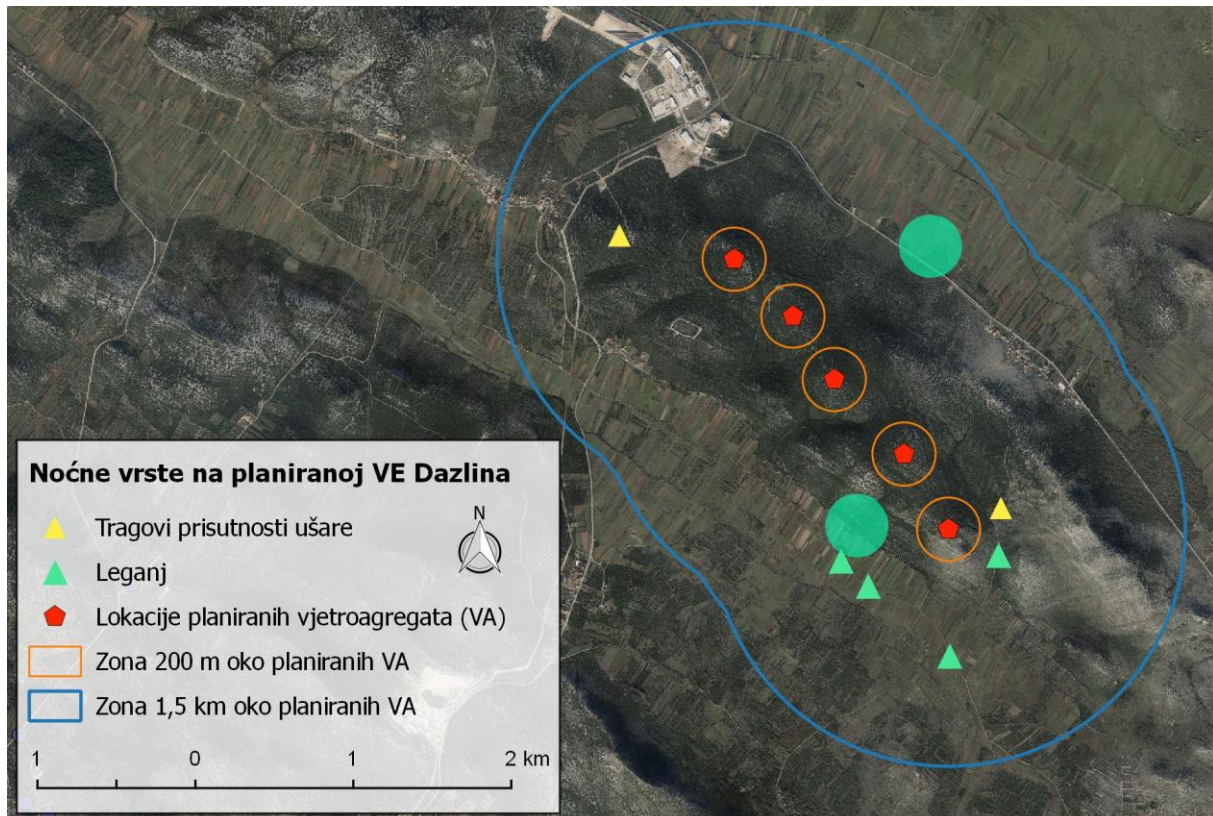 Noćne vrste na planiranoj VE Dazlina
N
Tragovi prisutnosti ušare
Leganj
Lokacije planiranih vjetroagregata (VA)
Zona 200 m oko planiranih VA
Zona 1,5 km oko planiranih VA
1 0 1 2 km